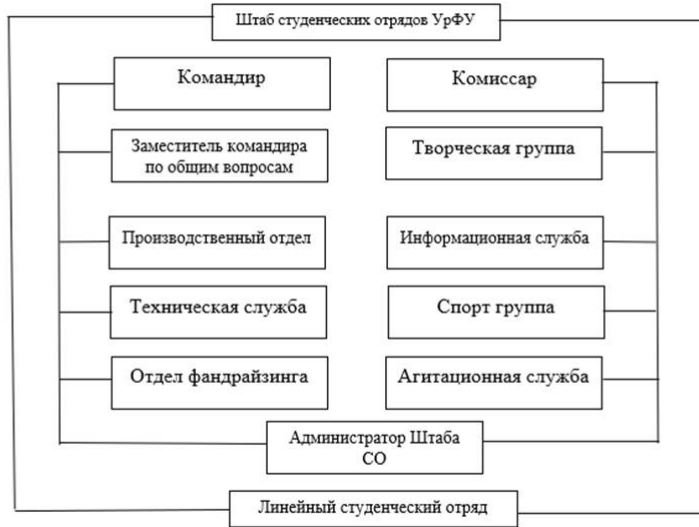 Штаб студенческих отрядов УрФУ
Командир
Комиссар
Заместитель командира
по общим вопросам
Творческая группа
Производственный отдел
Информационная служба
Техническая служба
Спорт группа
Отдел фандрайзинга
Агитационная служба
Администратор Штаба
СО
Линейный студенческий отряд